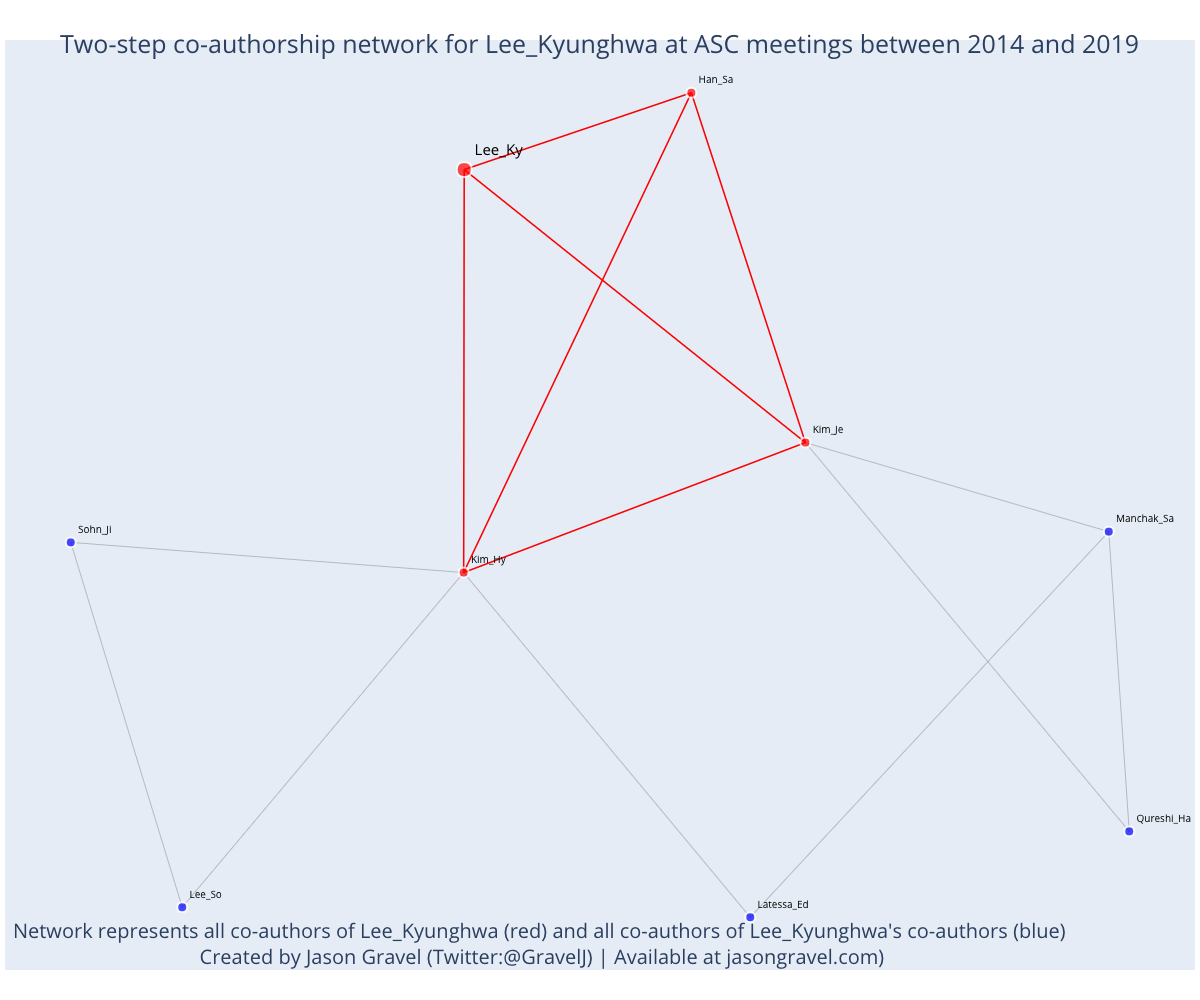 Two-step co-authorship network for Lee_Kyunghwa at ASC meetings between 2014 and 2019
Han_Sa
Lee_Ky
Kim_Je
Manchak_Sa
Sohn_Ji
Kim_Hy
Qureshi_Ha
Lee_So
Latessa_Ed
Network represents all co-authors of Lee_Kyunghwa (red) and all co-authors of Lee_Kyunghwa's co-authors (blue)
Created by Jason Gravel (Twitter:@GravelJ) | Available at jasongravel.com)